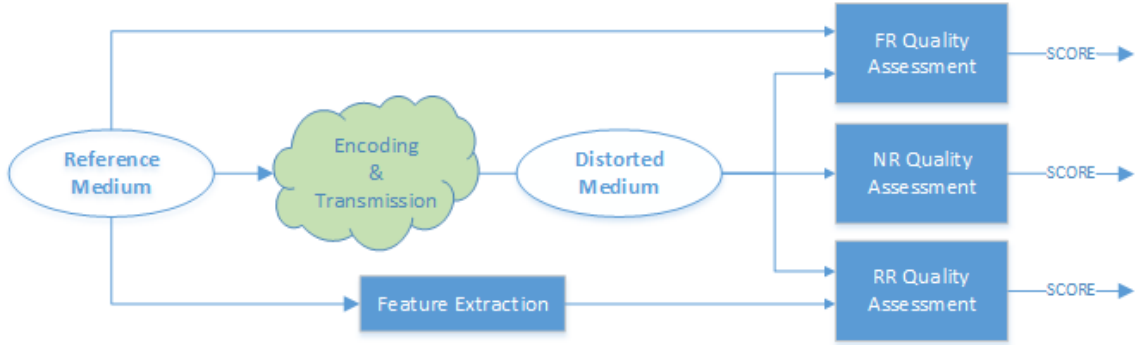 FR Quality
Assessment
SCORE
Reference
Medium
Encoding
&
Transmission
Distorted
Medium
NR Quality
Assessment
SCORE
Feature Extraction
RR Quality
Assessment
SCORE